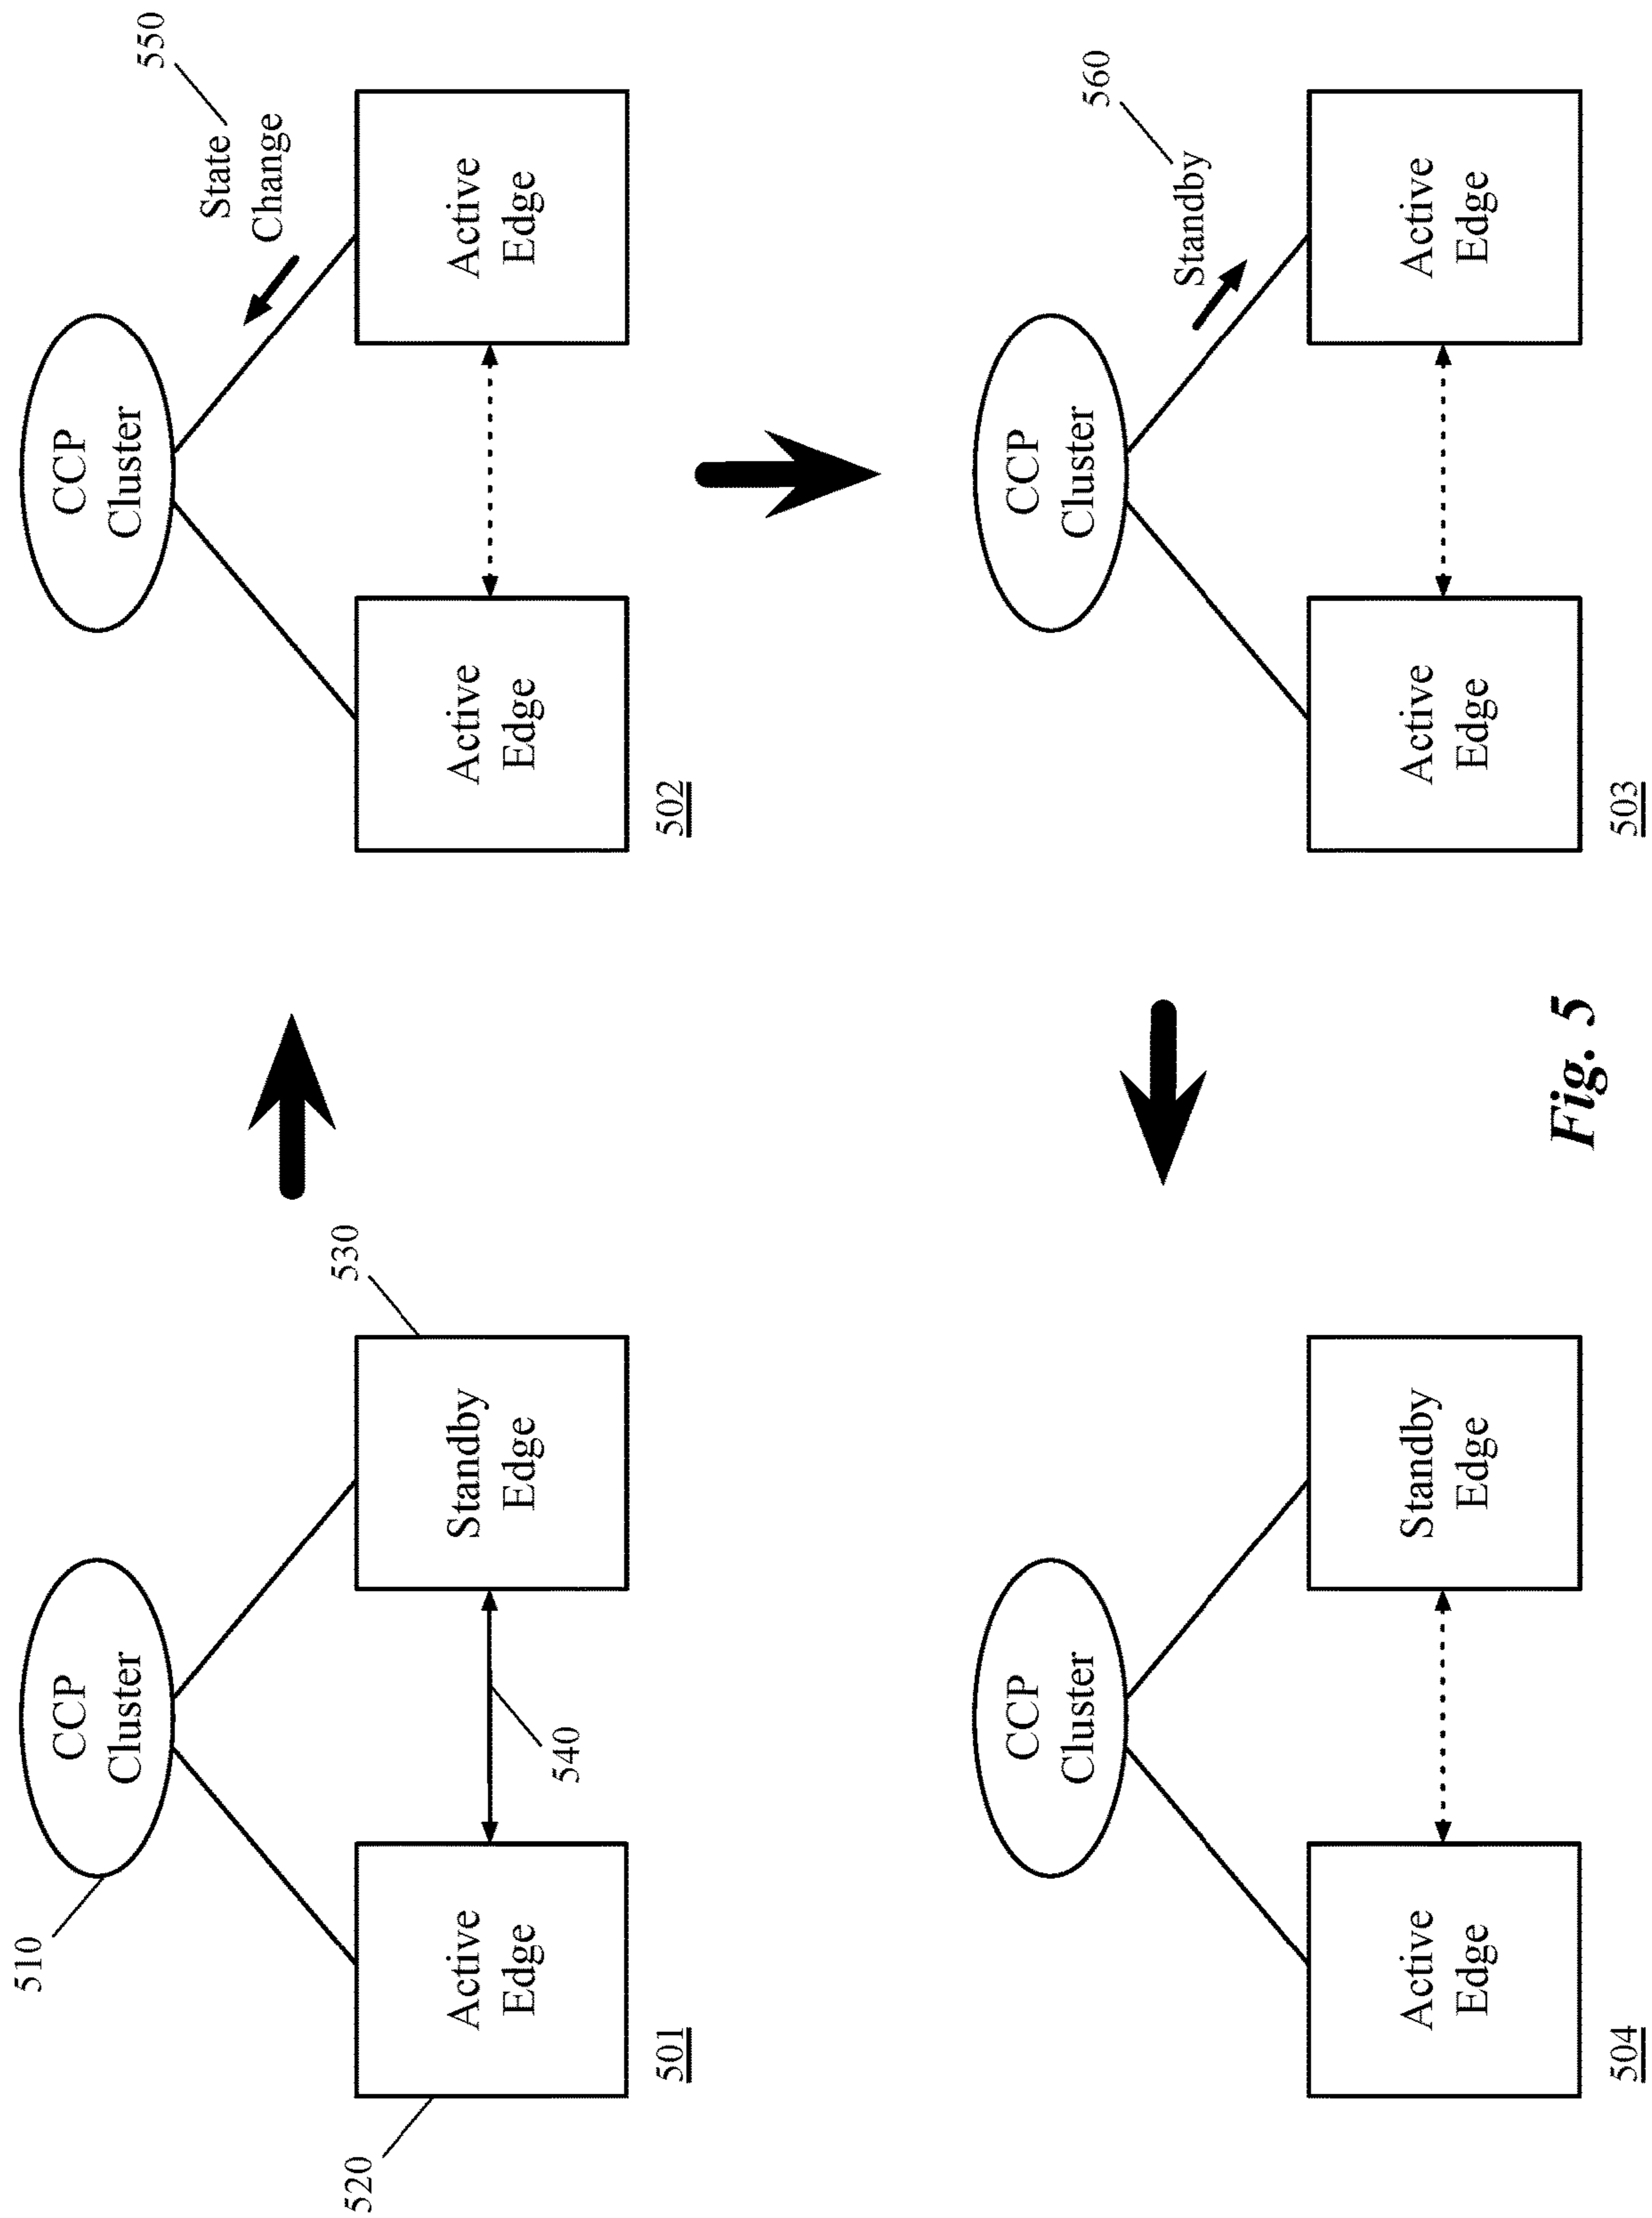 510
CCP
Cluster
530
Active
Edge
Standby
Edge
540
520
501
550
State
Change
CCP
Cluster
Active
Edge
Active
Edge
502
560
Standby
CCP
Cluster
Active
Edge
Active
Edge
503
CCP
Cluster
Active
Edge
Standby
Edge
504
Fig. 5